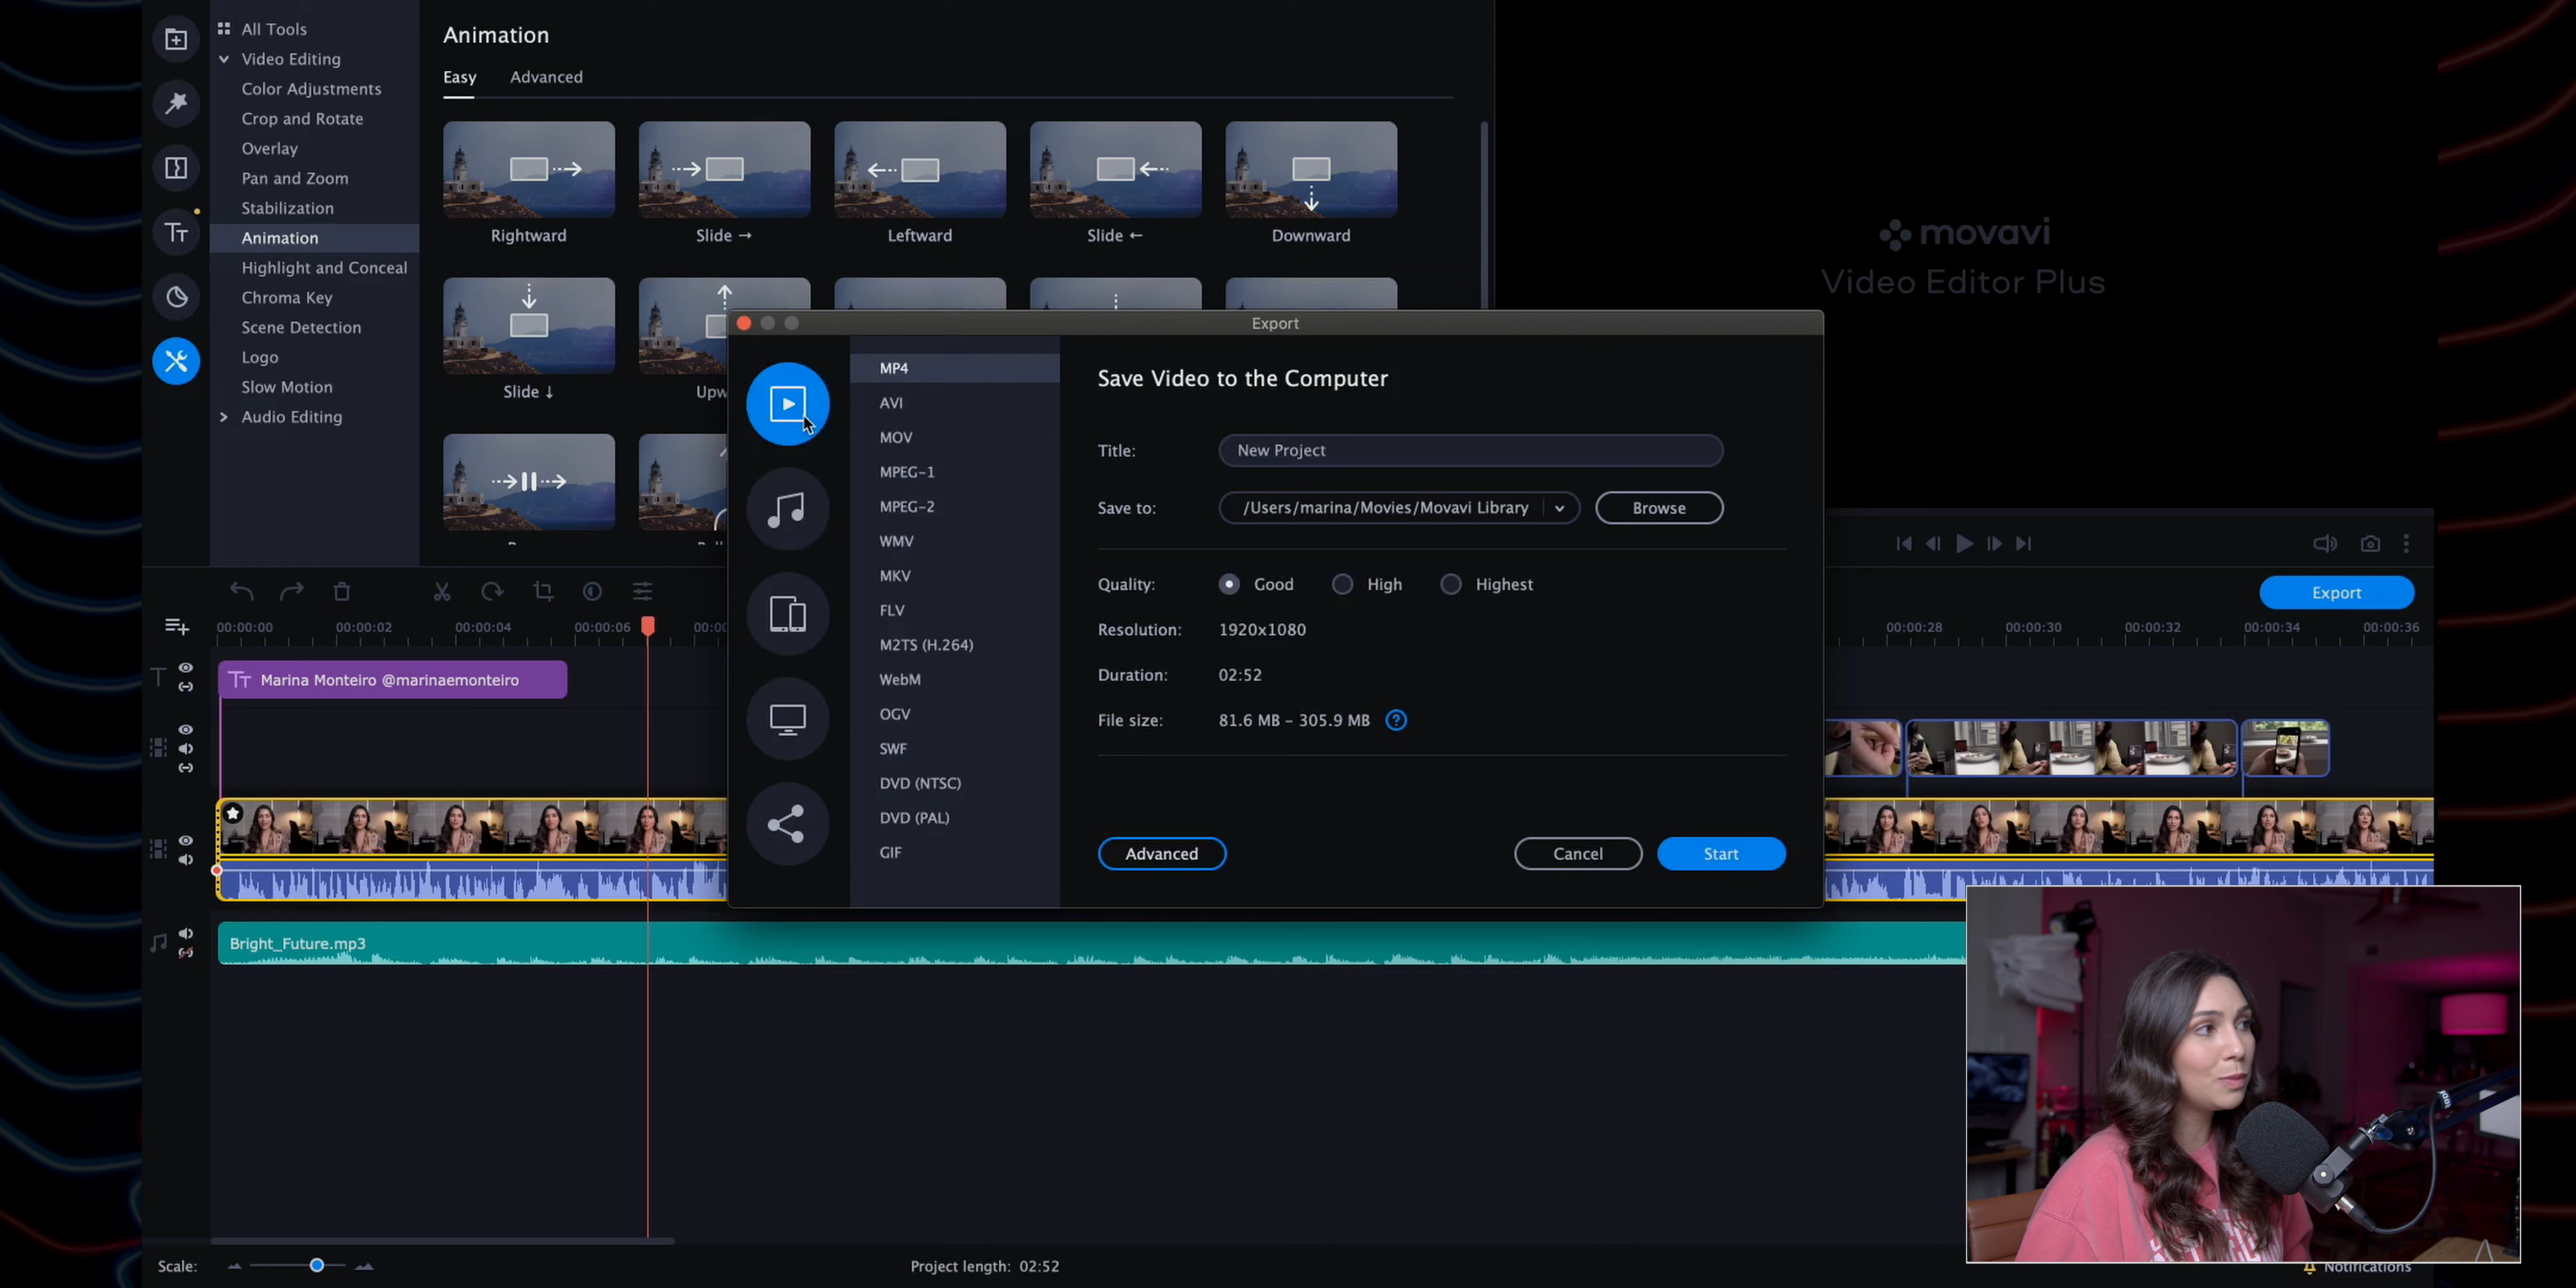 All Tools
Video Editing
Color Adjustments
Crop and Rotate
Overlay
Pan and Zoom
Stabilization
Animation
Highlight and Conceal
Chroma Key
Scene Detection
Logo
Slow Motion
Audio Editing
Animation
Easy Advanced
Rightward Slide → Leftward Slide ← Downward
Slide ↓
movavi
Video Editor Plus
Export
MP4
AVI
MOV
MPEG-1
MPEG-2
WMV
MKV
FLV
M2TS (H.264)
WebM
OGV
SWF
DVD (NTSC)
DVD (PAL)
GIF
Save Video to the Computer
Title: New Project
Save to: /Users/marina/Movies/Movavi Library Browse
Quality: Good High Highest
Resolution: 1920x1080
Duration: 02:52
File size: 81.6 MB – 305.9 MB ?
Advanced Cancel Start
Export
00:00:00 00:00:02 00:00:04 00:00:06 00:00:28 00:00:30 00:00:32 00:00:34 00:00:36
Tт Marina Monteiro @marinaemonteiro
Bright_Future.mp3
Scale: Project length: 02:52 Notifications